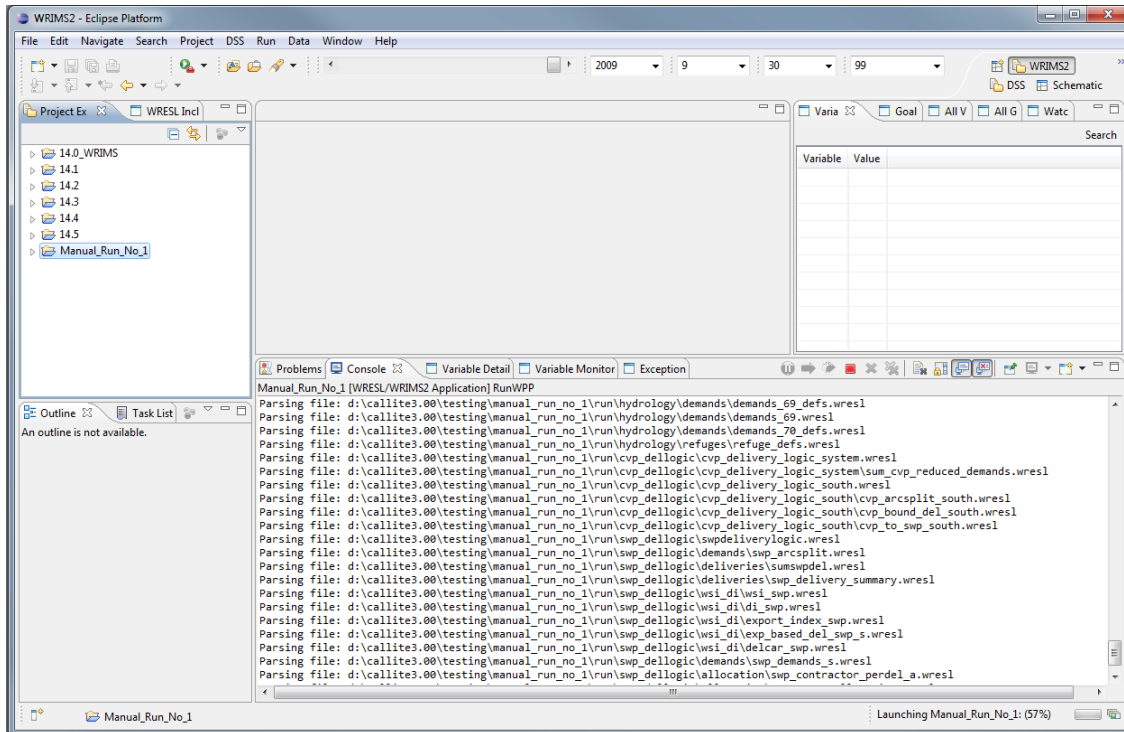 WRIMS2 - Eclipse Platform
File Edit Navigate Search Project DSS Run Data Window Help
2009 9 30 99
WRIMS2
DSS Schematic
Project Ex WRESL Incl
14.0_WRIMS
14.1
14.2
14.3
14.4
14.5
Manual_Run_No_1
Varia Goal All V All G Watc
Search
Variable Value
Problems Console Variable Detail Variable Monitor Exception
Manual_Run_No_1 [WRESL/WRIMS2 Application] RunWPP
Parsing file: d:\callite3.00\testing\manual_run_no_1\run\hydrology\demands\demands_69_defs.wresl
Parsing file: d:\callite3.00\testing\manual_run_no_1\run\hydrology\demands\demands_69.wresl
Parsing file: d:\callite3.00\testing\manual_run_no_1\run\hydrology\demands\demands_70_defs.wresl
Parsing file: d:\callite3.00\testing\manual_run_no_1\run\hydrology\refuges\refuge_defs.wresl
Parsing file: d:\callite3.00\testing\manual_run_no_1\run\cvp_dellogic\cvp_delivery_logic_system.wresl
Parsing file: d:\callite3.00\testing\manual_run_no_1\run\cvp_dellogic\cvp_delivery_logic_system\sum_cvp_reduced_demands.wresl
Parsing file: d:\callite3.00\testing\manual_run_no_1\run\cvp_dellogic\cvp_delivery_logic_south.wresl
Parsing file: d:\callite3.00\testing\manual_run_no_1\run\cvp_dellogic\cvp_delivery_logic_south\cvp_arcsplit_south.wresl
Parsing file: d:\callite3.00\testing\manual_run_no_1\run\cvp_dellogic\cvp_delivery_logic_south\cvp_bound_del_south.wresl
Parsing file: d:\callite3.00\testing\manual_run_no_1\run\cvp_dellogic\cvp_delivery_logic_south\cvp_to_swp_south.wresl
Parsing file: d:\callite3.00\testing\manual_run_no_1\run\swp_dellogic\swpdeliverylogic.wresl
Parsing file: d:\callite3.00\testing\manual_run_no_1\run\swp_dellogic\demands\swp_arcsplit.wresl
Parsing file: d:\callite3.00\testing\manual_run_no_1\run\swp_dellogic\deliveries\sumswpdel.wresl
Parsing file: d:\callite3.00\testing\manual_run_no_1\run\swp_dellogic\deliveries\swp_delivery_summary.wresl
Parsing file: d:\callite3.00\testing\manual_run_no_1\run\swp_dellogic\wsi_di\wsi_swp.wresl
Parsing file: d:\callite3.00\testing\manual_run_no_1\run\swp_dellogic\wsi_di\di_swp.wresl
Parsing file: d:\callite3.00\testing\manual_run_no_1\run\swp_dellogic\wsi_di\export_index_swp.wresl
Parsing file: d:\callite3.00\testing\manual_run_no_1\run\swp_dellogic\wsi_di\exp_based_del_swp_s.wresl
Parsing file: d:\callite3.00\testing\manual_run_no_1\run\swp_dellogic\wsi_di\delcar_swp.wresl
Parsing file: d:\callite3.00\testing\manual_run_no_1\run\swp_dellogic\demands\swp_demands_s.wresl
Parsing file: d:\callite3.00\testing\manual_run_no_1\run\swp_dellogic\allocation\swp_contractor_perdel_a.wresl
Outline Task List
An outline is not available.
Manual_Run_No_1
Launching Manual_Run_No_1: (57%)